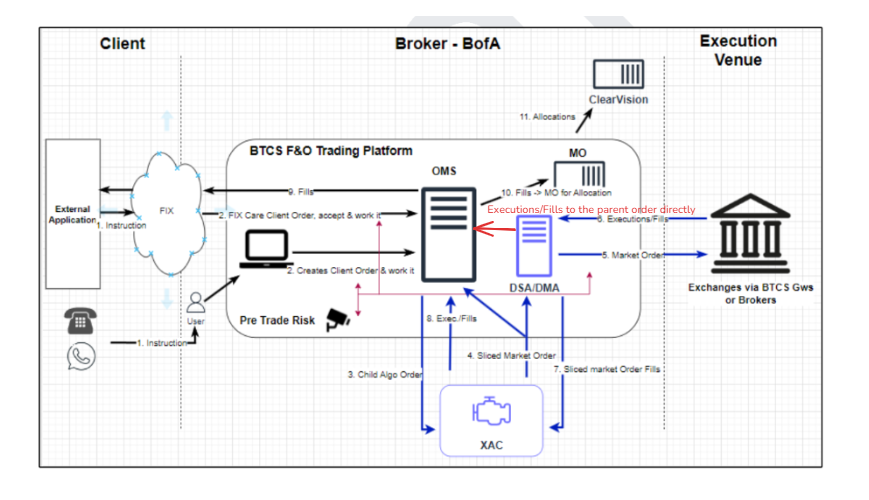 Client
Broker - BofA
Execution
Venue
ClearVision
11. Allocations
BTCS F&O Trading Platform
OMS
MO
External
Application
FIX
9. Fills
10. Fills -> MO for Allocation
1. Instruction
2. FIX Care Client Order, accept & work it
Executions/Fills to the parent order directly
6. Executions/Fills
5. Market Order
2. Creates Client Order & work it
DSA/DMA
Exchanges via BTCS Gws
or Brokers
User
Pre Trade Risk
8. Exec./Fills
1. Instruction
4. Sliced Market Order
3. Child Algo Order
7. Sliced market Order Fills
XAC